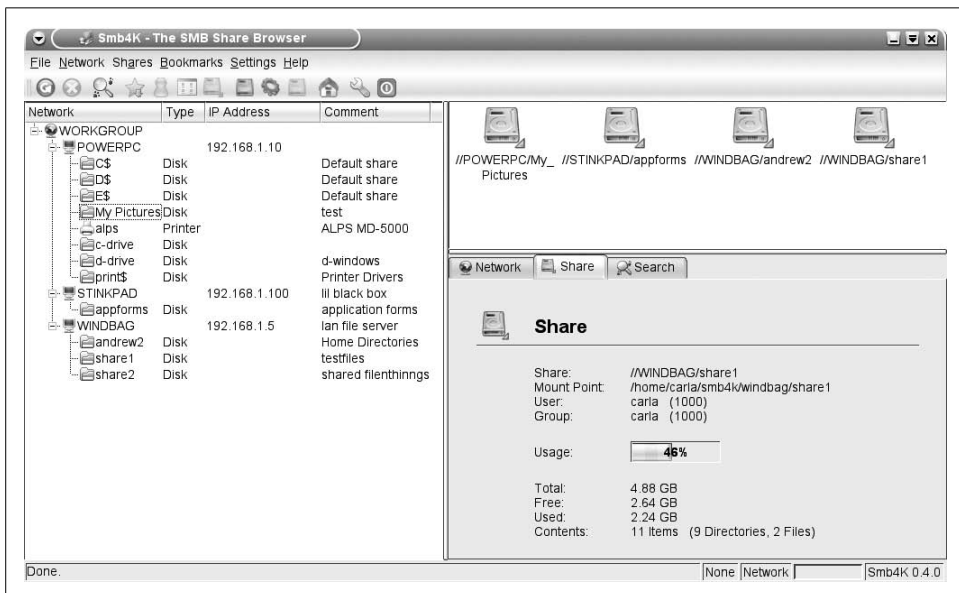 Smb4K - The SMB Share Browser
File Network Shares Bookmarks Settings Help
Network Type IP Address Comment
WORKGROUP
POWERPC 192.168.1.10
C$ Disk Default share
D$ Disk Default share
E$ Disk Default share
My Pictures Disk test
alps Printer ALPS MD-5000
c-drive Disk
d-drive Disk d-windows
print$ Disk Printer Drivers
STINKPAD 192.168.1.100 lil black box
appforms Disk application forms
WINDBAG 192.168.1.5 lan file server
andrew2 Disk Home Directories
share1 Disk testfiles
share2 Disk shared filenthinngs
//POWERPC/My_
Pictures
//STINKPAD/appforms
//WINDBAG/andrew2
//WINDBAG/share1
Network Share Search
Share
Share: //WINDBAG/share1
Mount Point: /home/carla/smb4k/windbag/share1
User: carla (1000)
Group: carla (1000)
Usage: 46%
Total: 4.88 GB
Free: 2.64 GB
Used: 2.24 GB
Contents: 11 Items (9 Directories, 2 Files)
Done. None Network Smb4K 0.4.0